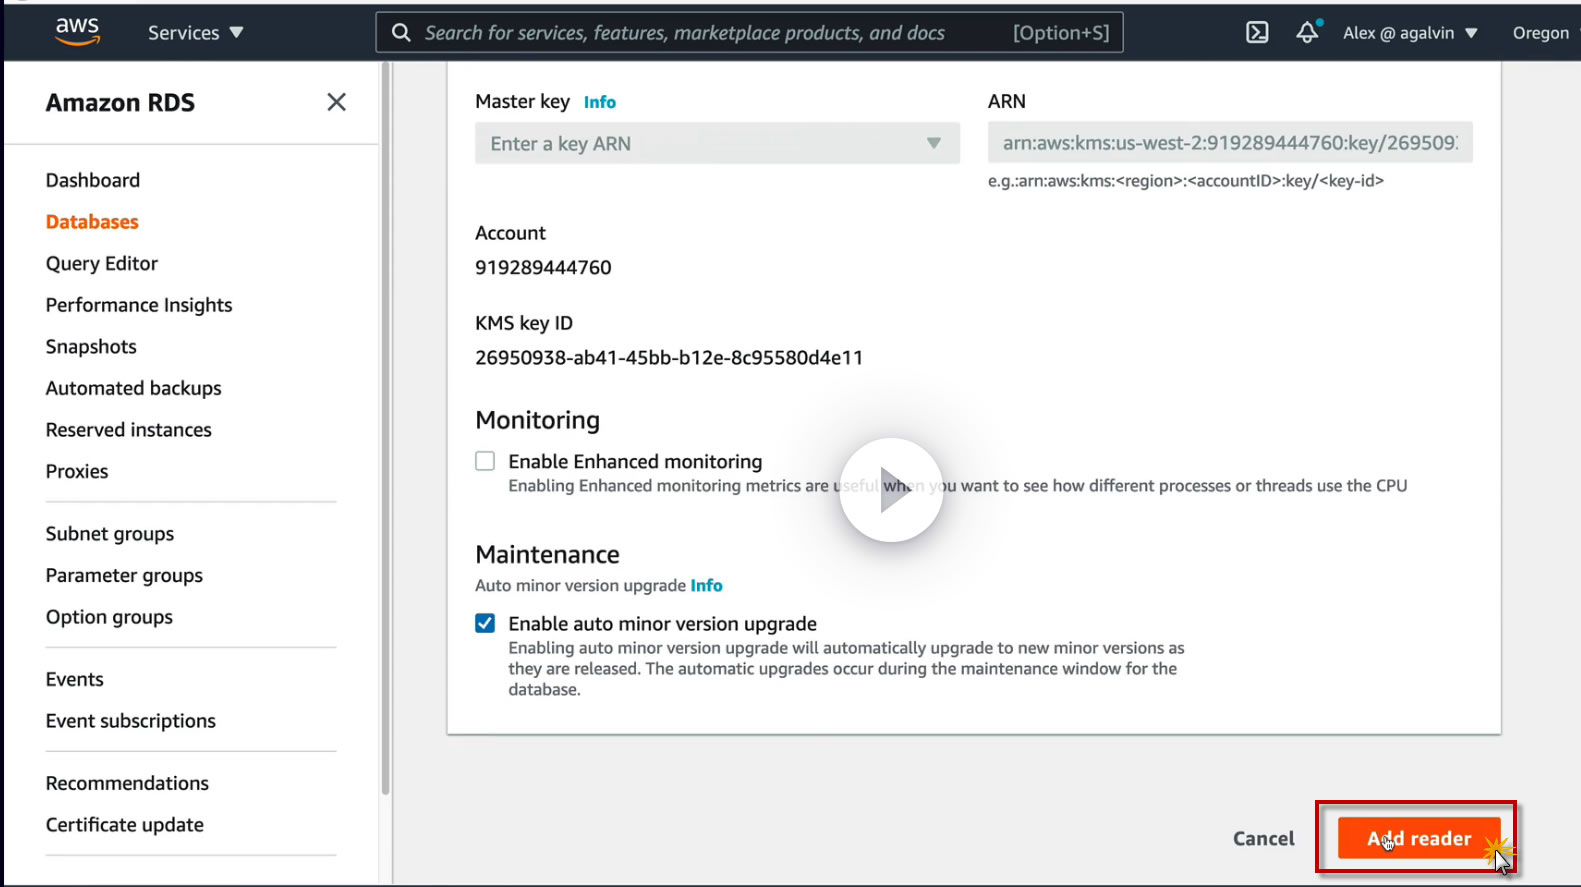 aws
Services
Search for services, features, marketplace products, and docs
[Option+S]
Alex @ agalvin
Oregon
Amazon RDS
Dashboard
Databases
Query Editor
Performance Insights
Snapshots
Automated backups
Reserved instances
Proxies
Subnet groups
Parameter groups
Option groups
Events
Event subscriptions
Recommendations
Certificate update
Master key Info
Enter a key ARN
ARN
arn:aws:kms:us-west-2:919289444760:key/269509
e.g.:arn:aws:kms:<region>:<accountID>:key/<key-id>
Account
919289444760
KMS key ID
26950938-ab41-45bb-b12e-8c95580d4e11
Monitoring
Enable Enhanced monitoring
Enabling Enhanced monitoring metrics are useful when you want to see how different processes or threads use the CPU
Maintenance
Auto minor version upgrade Info
Enable auto minor version upgrade
Enabling auto minor version upgrade will automatically upgrade to new minor versions as
they are released. The automatic upgrades occur during the maintenance window for the
database.
Cancel
Add reader